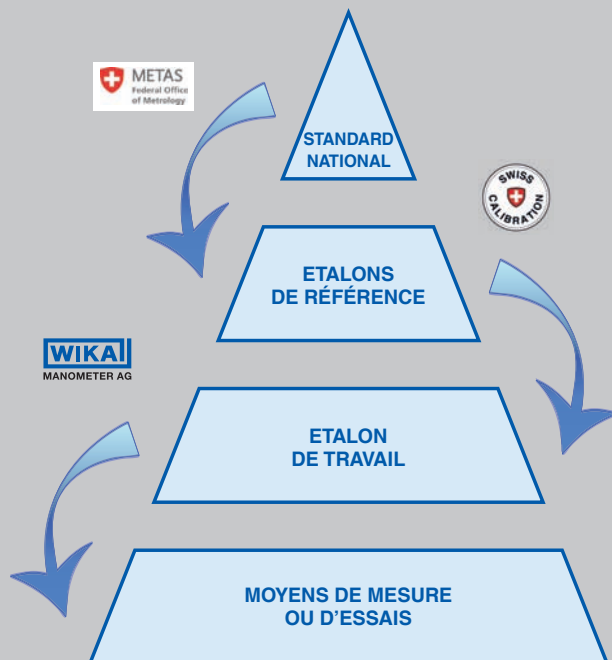 METAS
Federal Office
of Metrology
STANDARD
NATIONAL
SWISS
CALIBRATION
ETALONS
DE RÉFÉRENCE
WIKAI
MANOMETER AG
ETALON
DE TRAVAIL
MOYENS DE MESURE
OU D'ESSAIS